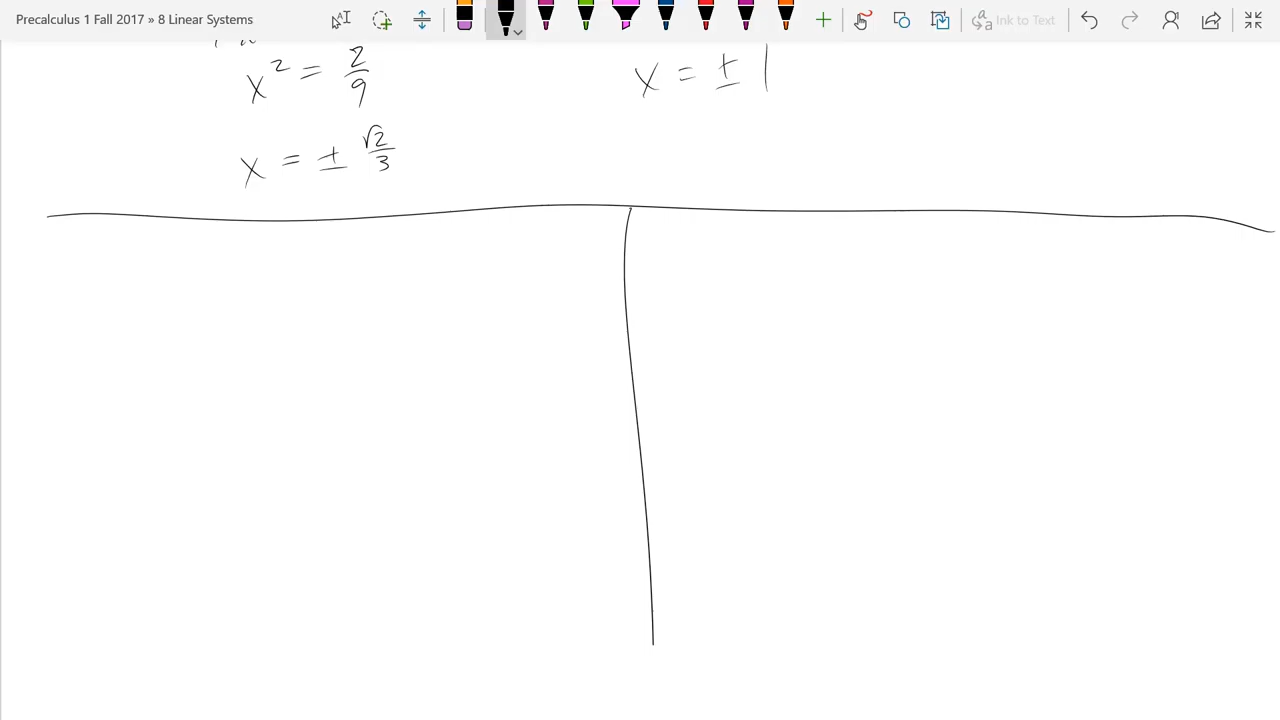 Precalculus 1 Fall 2017 » 8 Linear Systems
Ink to Text
x² = 2/9
x = ± 1
x = ± √2/3